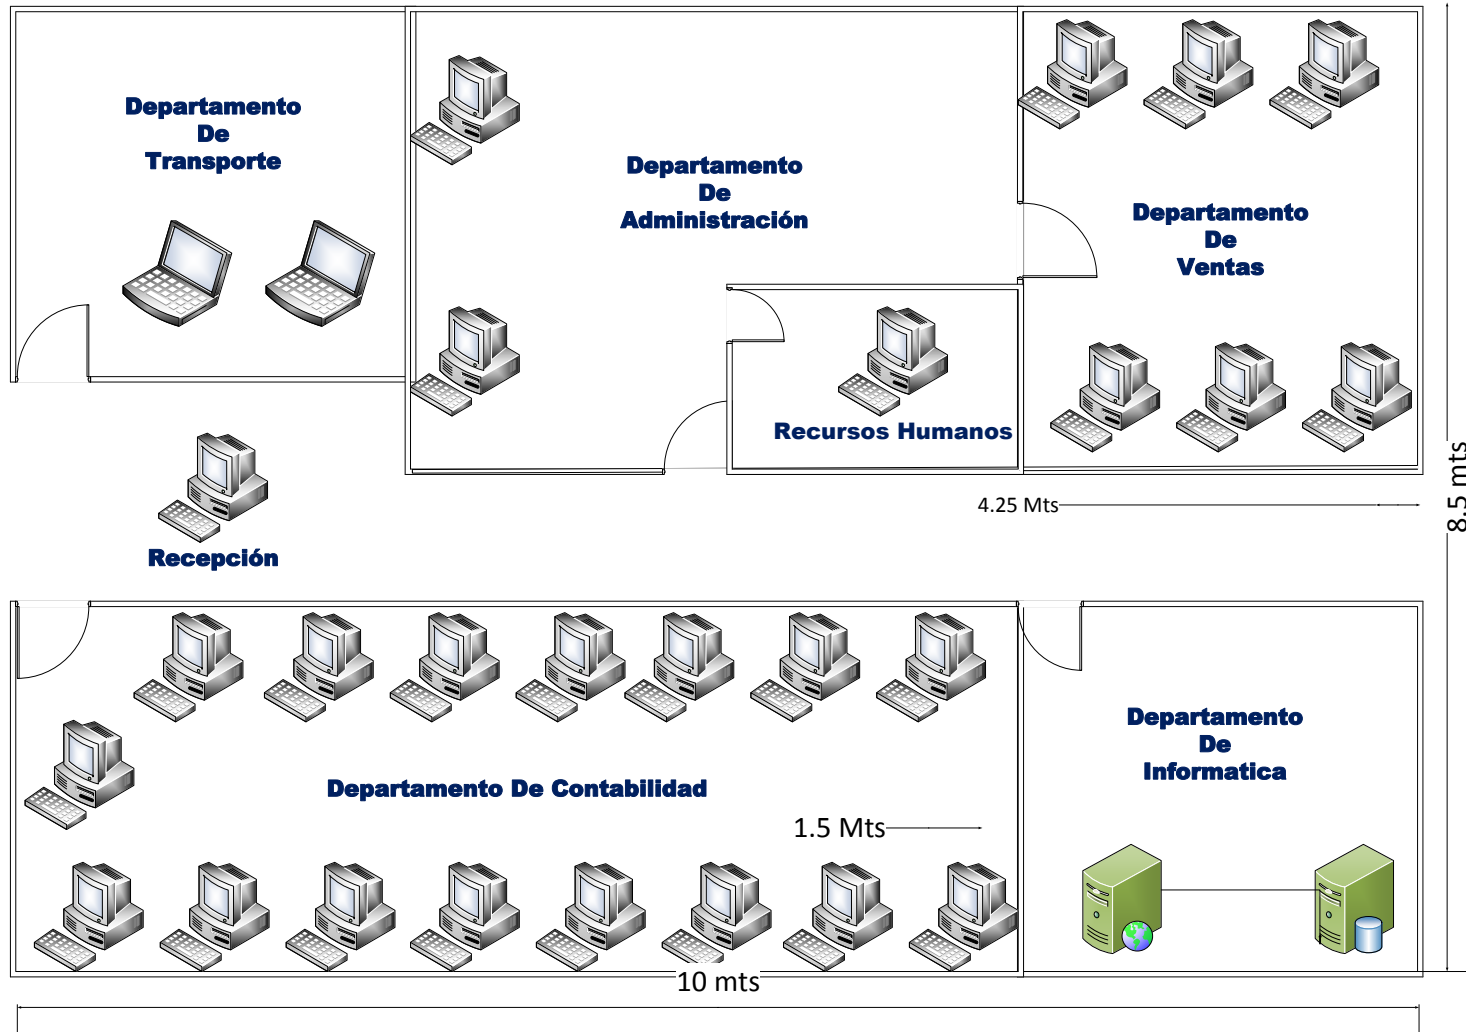 Departamento
De
Transporte
Departamento
De
Administración
Departamento
De
Ventas
Recursos Humanos
4.25 Mts
8.5 mts
Recepción
Departamento De Contabilidad
1.5 Mts
Departamento
De
Informatica
10 mts